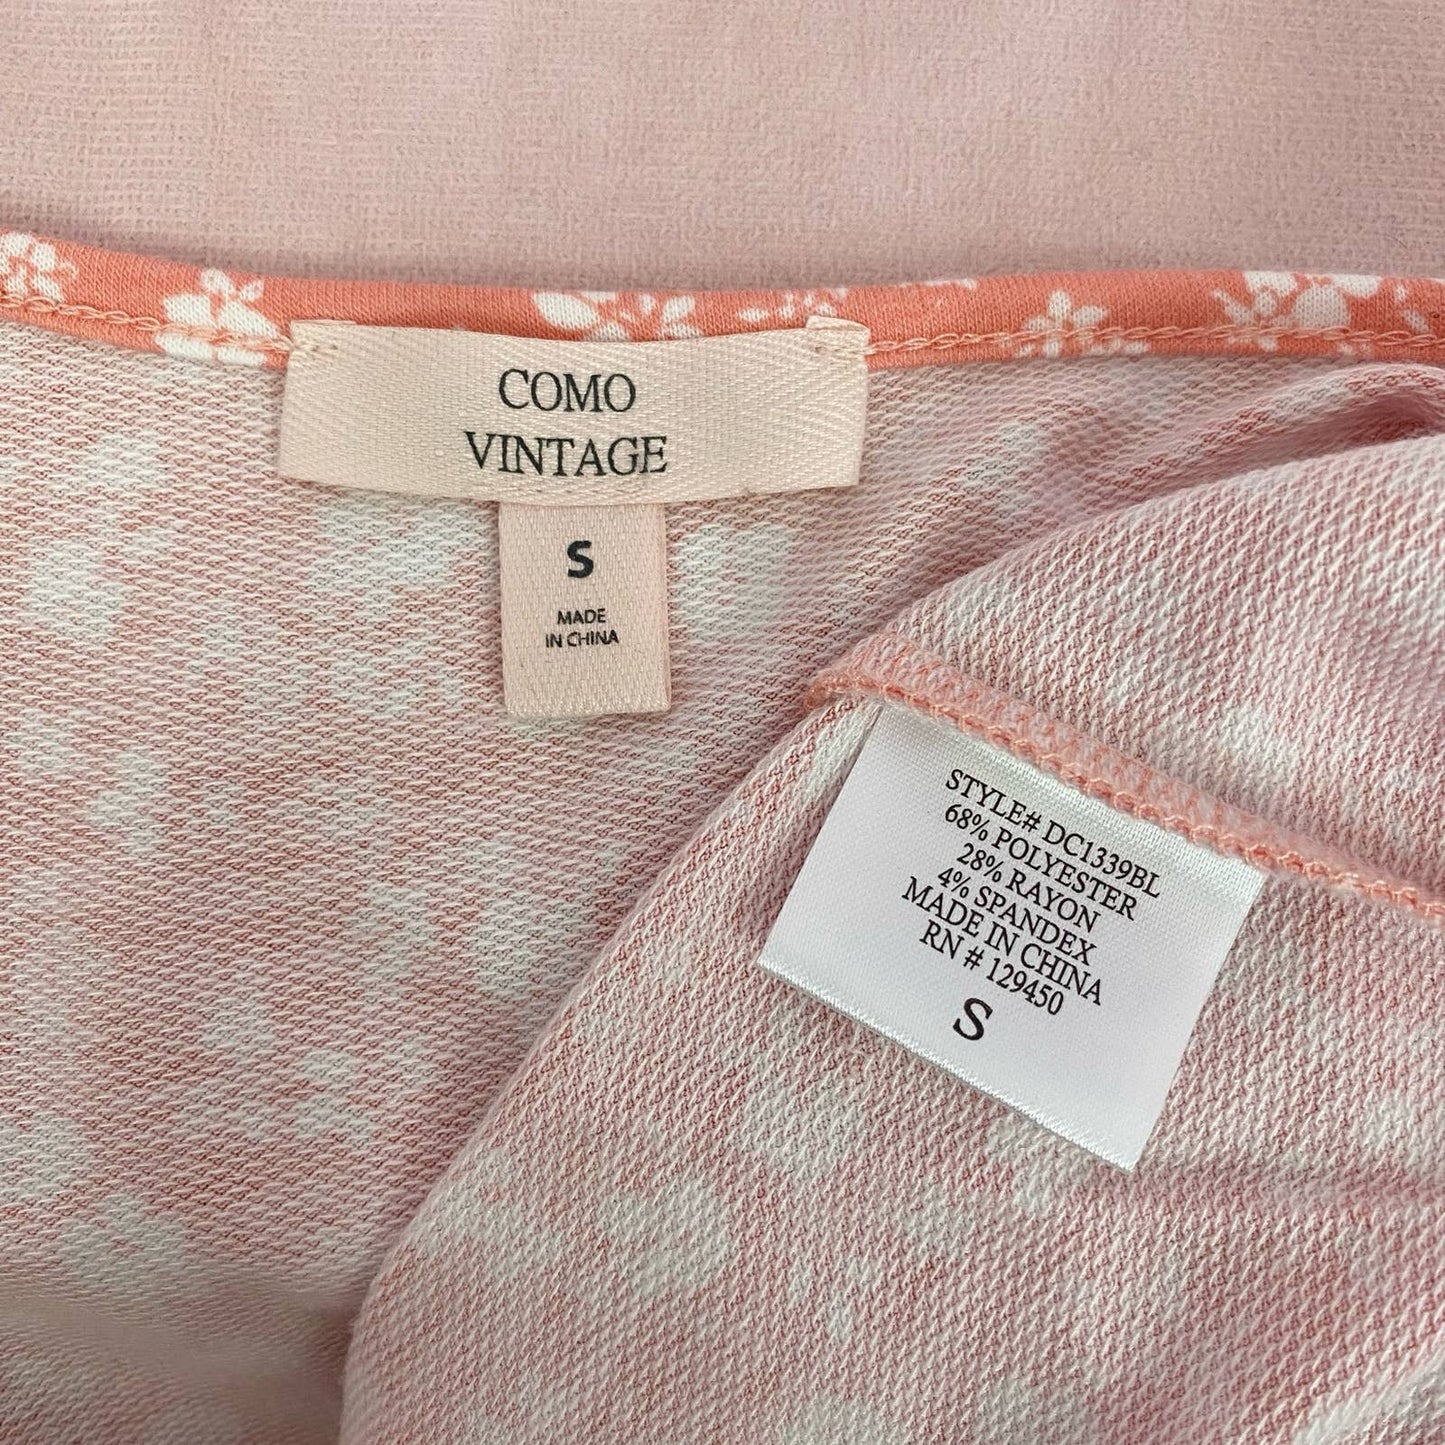 COMO
VINTAGE
S
MADE
IN CHINA
STYLE# DC1339BL
68% POLYESTER
28% RAYON
4% SPANDEX
MADE IN CHINA
RN # 129450
S